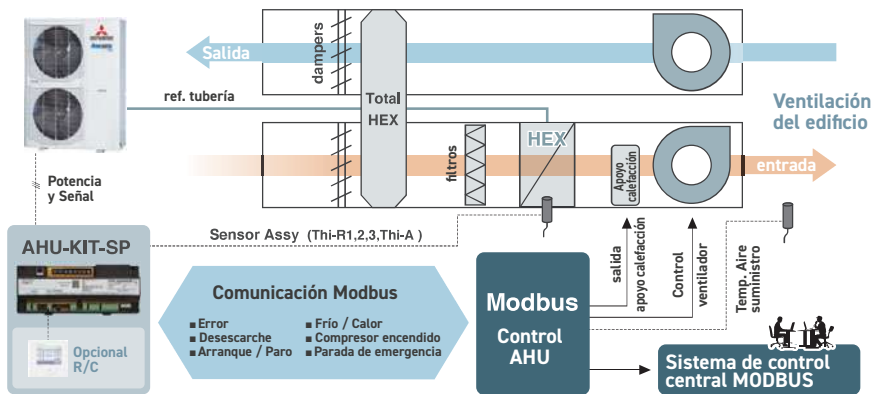 Salida
dampers
Total
HEX
ref. tubería
Ventilación
del edificio
HEX
filtros
Apoyo
calefacción
entrada
Potencia
y Señal
AHU-KIT-SP
Sensor Assy (Thi-R1,2,3,Thi-A )
salida
apoyo calefacción
Control
ventilador
Temp. Aire
suministro
Comunicación Modbus
■ Error
■ Desescarche
■ Arranque / Paro
■ Frío / Calor
■ Compresor encendido
■ Parada de emergencia
Modbus
Control
AHU
Opcional
R/C
Sistema de control
central MODBUS